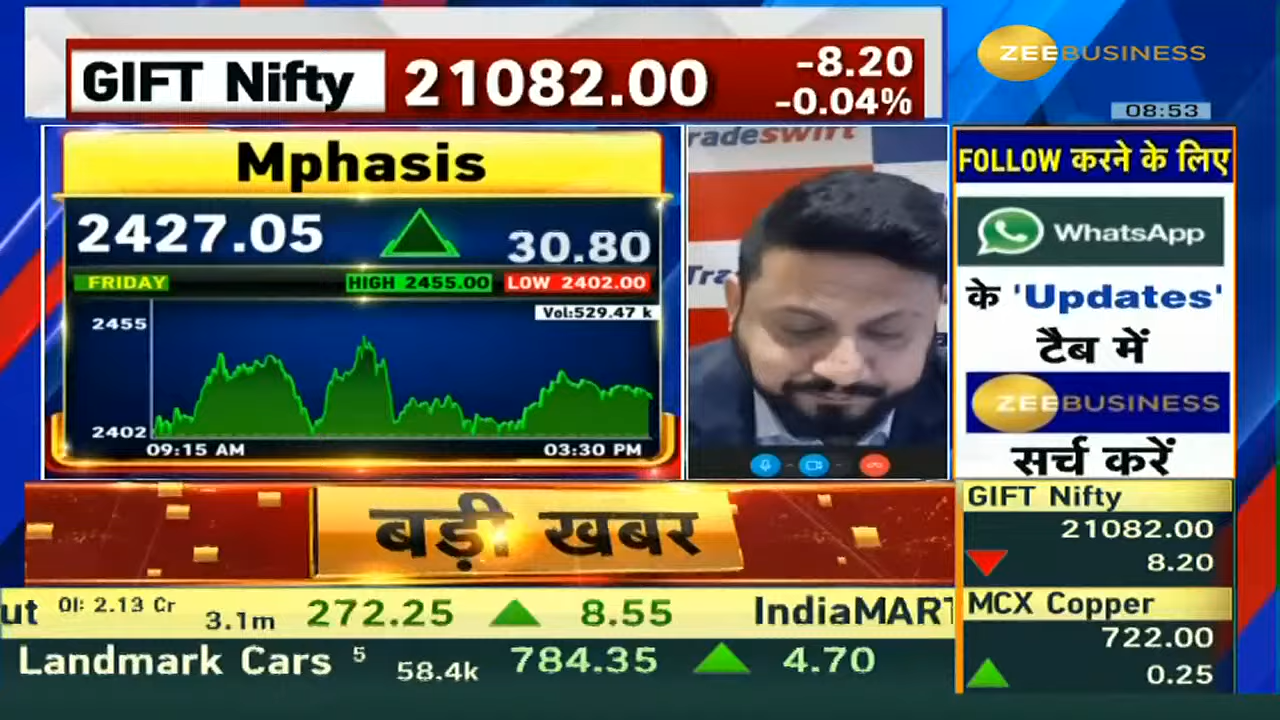 GIFT Nifty 21082.00 -8.20
-0.04%
ZEEBUSINESS
08:53
Mphasis
2427.05 30.80
FRIDAY HIGH 2455.00 LOW 2402.00
Vol:529.47 k
2455
2402
09:15 AM 03:30 PM
radeswift
Tra
FOLLOW करने के लिए
WhatsApp
के 'Updates'
टैब में
ZEEBUSINESS
सर्च करें
बड़ी खबर
GIFT Nifty
21082.00
8.20
MCX Copper
722.00
0.25
ut OI: 2.13 Cr 3.1m 272.25 8.55 IndiaMART
Landmark Cars 5 58.4k 784.35 4.70